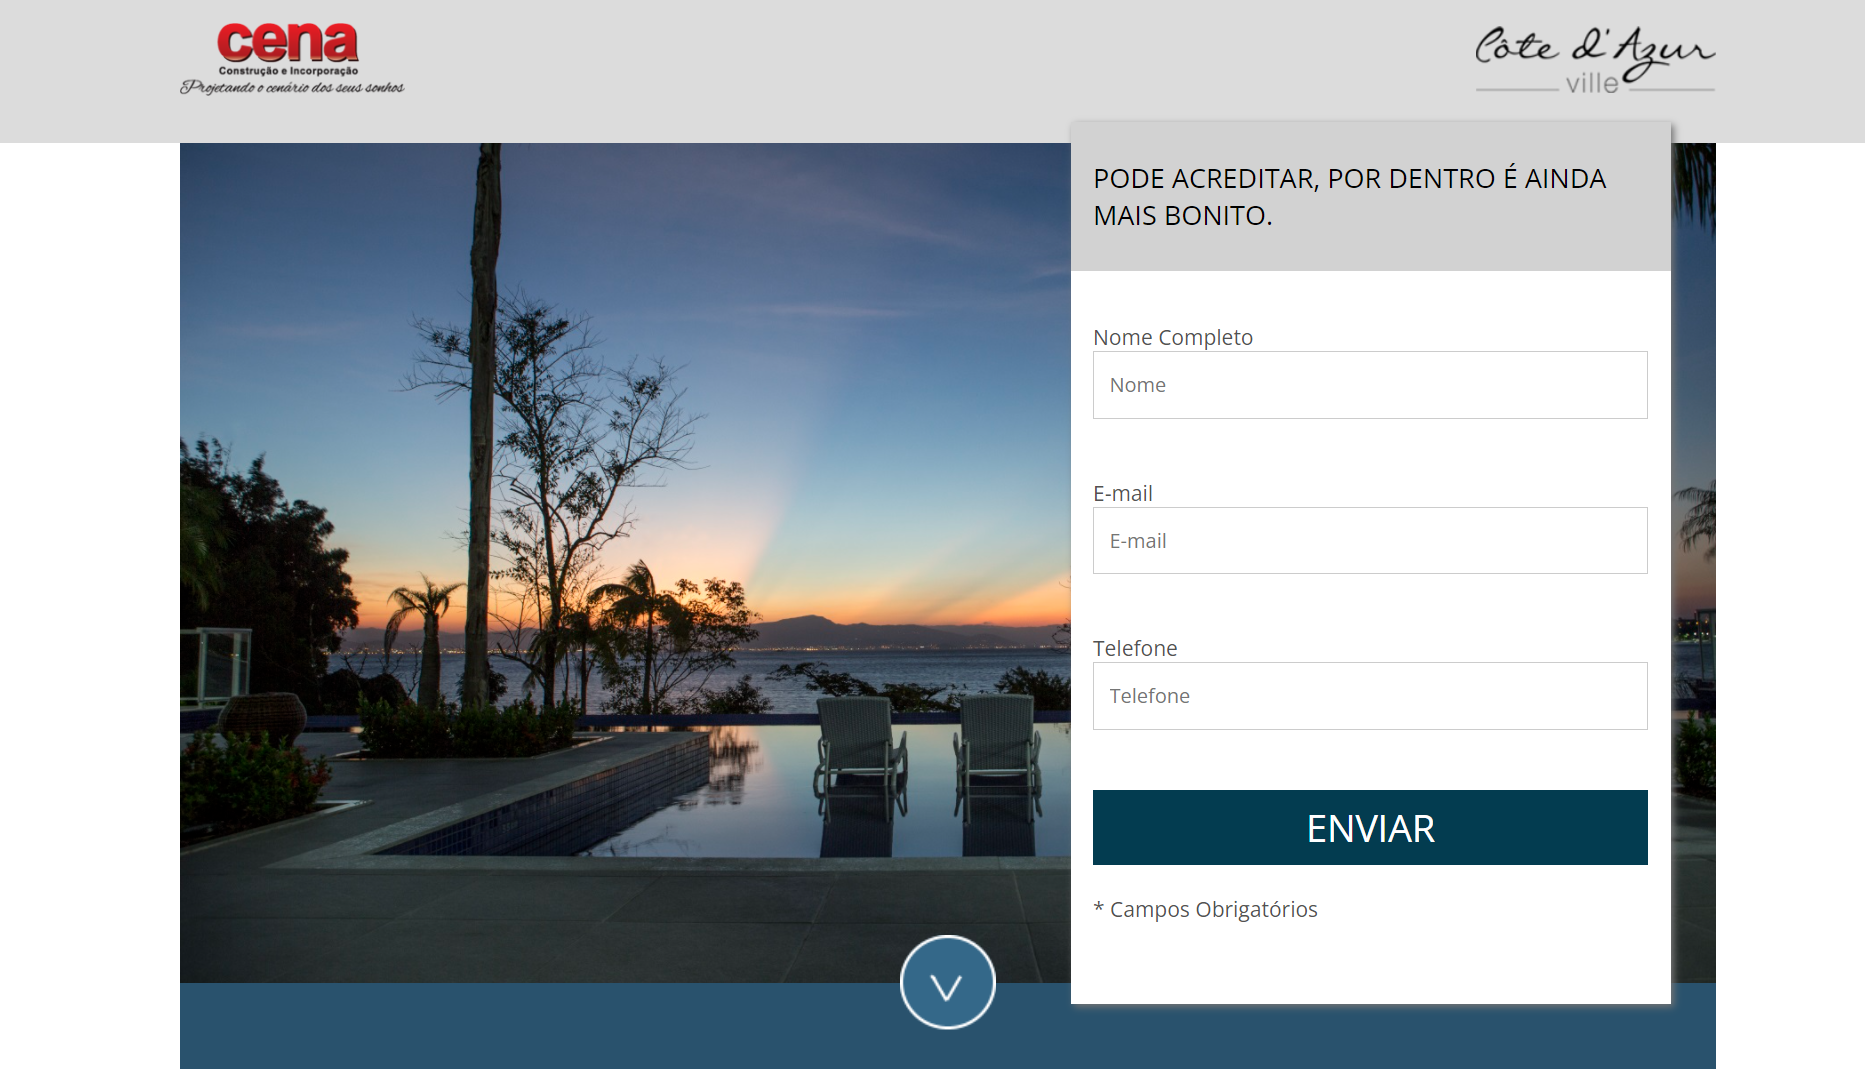 cena
Construção e Incorporação
Projetando o cenário dos seus sonhos
Côte d'Azur
ville
PODE ACREDITAR, POR DENTRO É AINDA
MAIS BONITO.
Nome Completo
Nome
E-mail
E-mail
Telefone
Telefone
ENVIAR
* Campos Obrigatórios